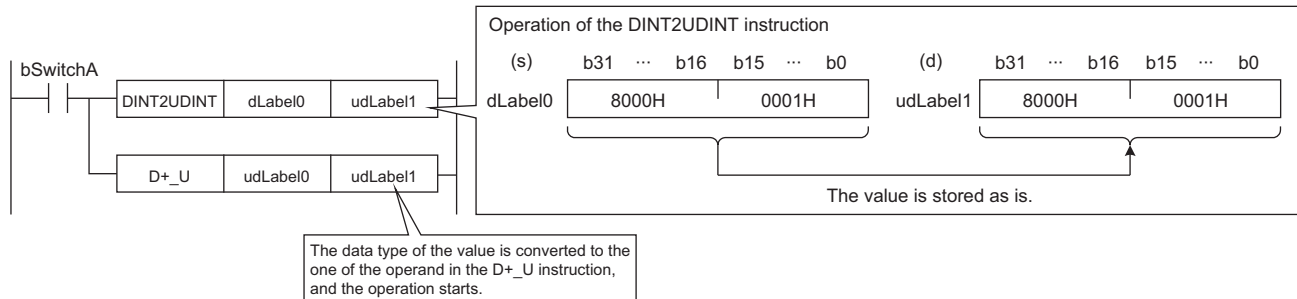 Operation of the DINT2UDINT instruction
bSwitchA
DINT2UDINT dLabel0 udLabel1
(s) b31 ··· b16 b15 ··· b0 (d) b31 ··· b16 b15 ··· b0
dLabel0 8000H 0001H udLabel1 8000H 0001H
D+_U udLabel0 udLabel1
The value is stored as is.
The data type of the value is converted to the
one of the operand in the D+_U instruction,
and the operation starts.